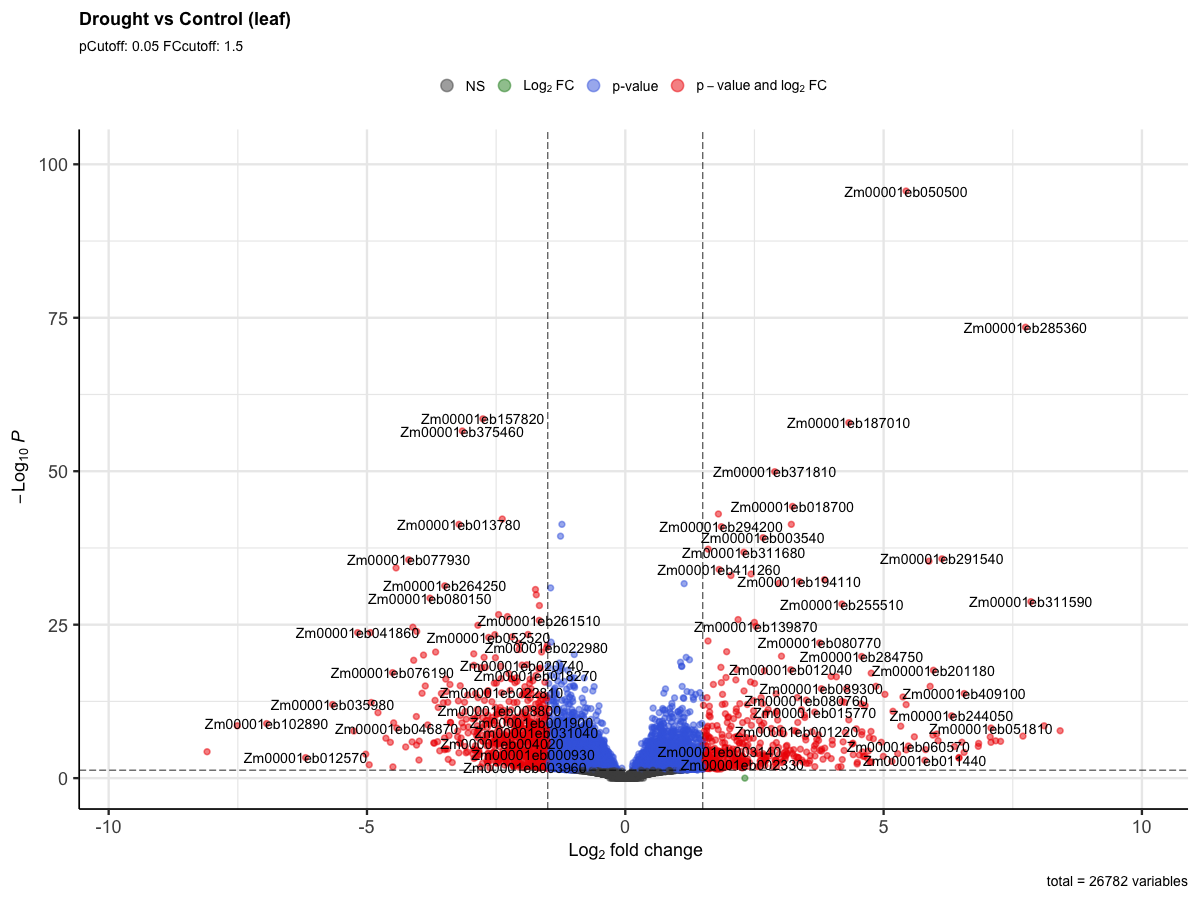 Drought vs Control (leaf)
pCutoff: 0.05 FCcutoff: 1.5
NS Log₂ FC p-value p – value and log₂ FC
100
Zm00001eb050500
75
Zm00001eb285360
Zm00001eb157820
Zm00001eb187010
Zm00001eb375460
50
Zm00001eb371810
Zm00001eb018700
Zm00001eb013780
Zm00001eb294200
Zm00001eb003540
Zm00001eb311680
Zm00001eb077930
Zm00001eb291540
Zm00001eb411260
Zm00001eb264250
Zm00001eb194110
Zm00001eb080150
Zm00001eb255510
Zm00001eb311590
25
Zm00001eb261510
Zm00001eb139870
Zm00001eb041860
Zm00001eb052520
Zm00001eb080770
Zm00001eb022980
Zm00001eb284750
Zm00001eb020740
Zm00001eb012040
Zm00001eb201180
Zm00001eb076190
Zm00001eb018270
Zm00001eb022810
Zm00001eb089300
Zm00001eb409100
Zm00001eb035980
Zm00001eb080760
Zm00001eb008800
Zm00001eb015770
Zm00001eb244050
Zm00001eb102890
Zm00001eb001900
Zm00001eb046870
Zm00001eb031040
Zm00001eb001220
Zm00001eb051810
Zm00001eb004020
Zm00001eb060570
Zm00001eb012570
Zm00001eb000930
Zm00001eb003140
Zm00001eb011440
Zm00001eb003960
Zm00001eb002330
0
– Log₁₀ P
-10 -5 0 5 10
Log₂ fold change
total = 26782 variables